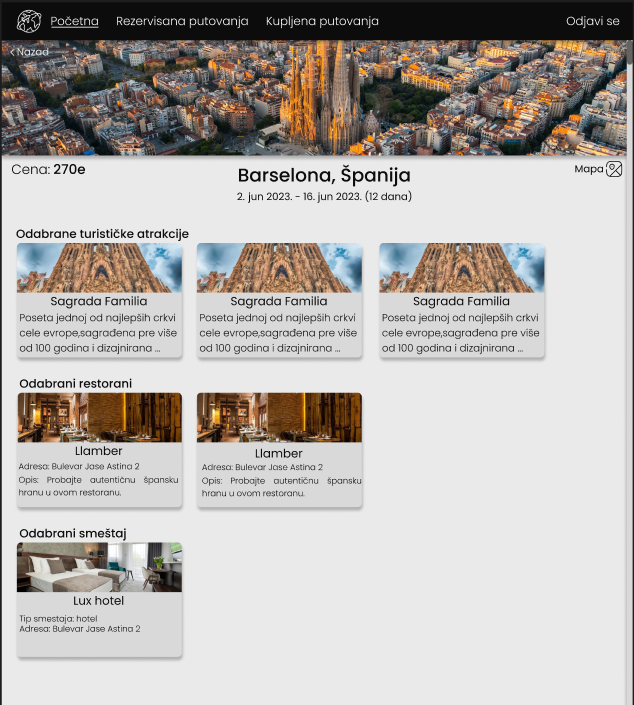 Početna Rezervisana putovanja Kupljena putovanja Odjavi se
Nazad
Cena: 270e
Barselona, Španija
Mapa
2. jun 2023. - 16. jun 2023. (12 dana)
Odabrane turističke atrakcije
Sagrada Familia
Poseta jednoj od najlepših crkvi
cele evrope,sagrađena pre više
od 100 godina i dizajnirana ...
Sagrada Familia
Poseta jednoj od najlepših crkvi
cele evrope,sagrađena pre više
od 100 godina i dizajnirana ...
Sagrada Familia
Poseta jednoj od najlepših crkvi
cele evrope,sagrađena pre više
od 100 godina i dizajnirana ...
Odabrani restorani
Llamber
Adresa: Bulevar Jase Astina 2
Opis: Probajte autentičnu špansku
hranu u ovom restoranu.
Llamber
Adresa: Bulevar Jase Astina 2
Opis: Probajte autentičnu špansku
hranu u ovom restoranu.
Odabrani smeštaj
Lux hotel
Tip smestaja: hotel
Adresa: Bulevar Jase Astina 2